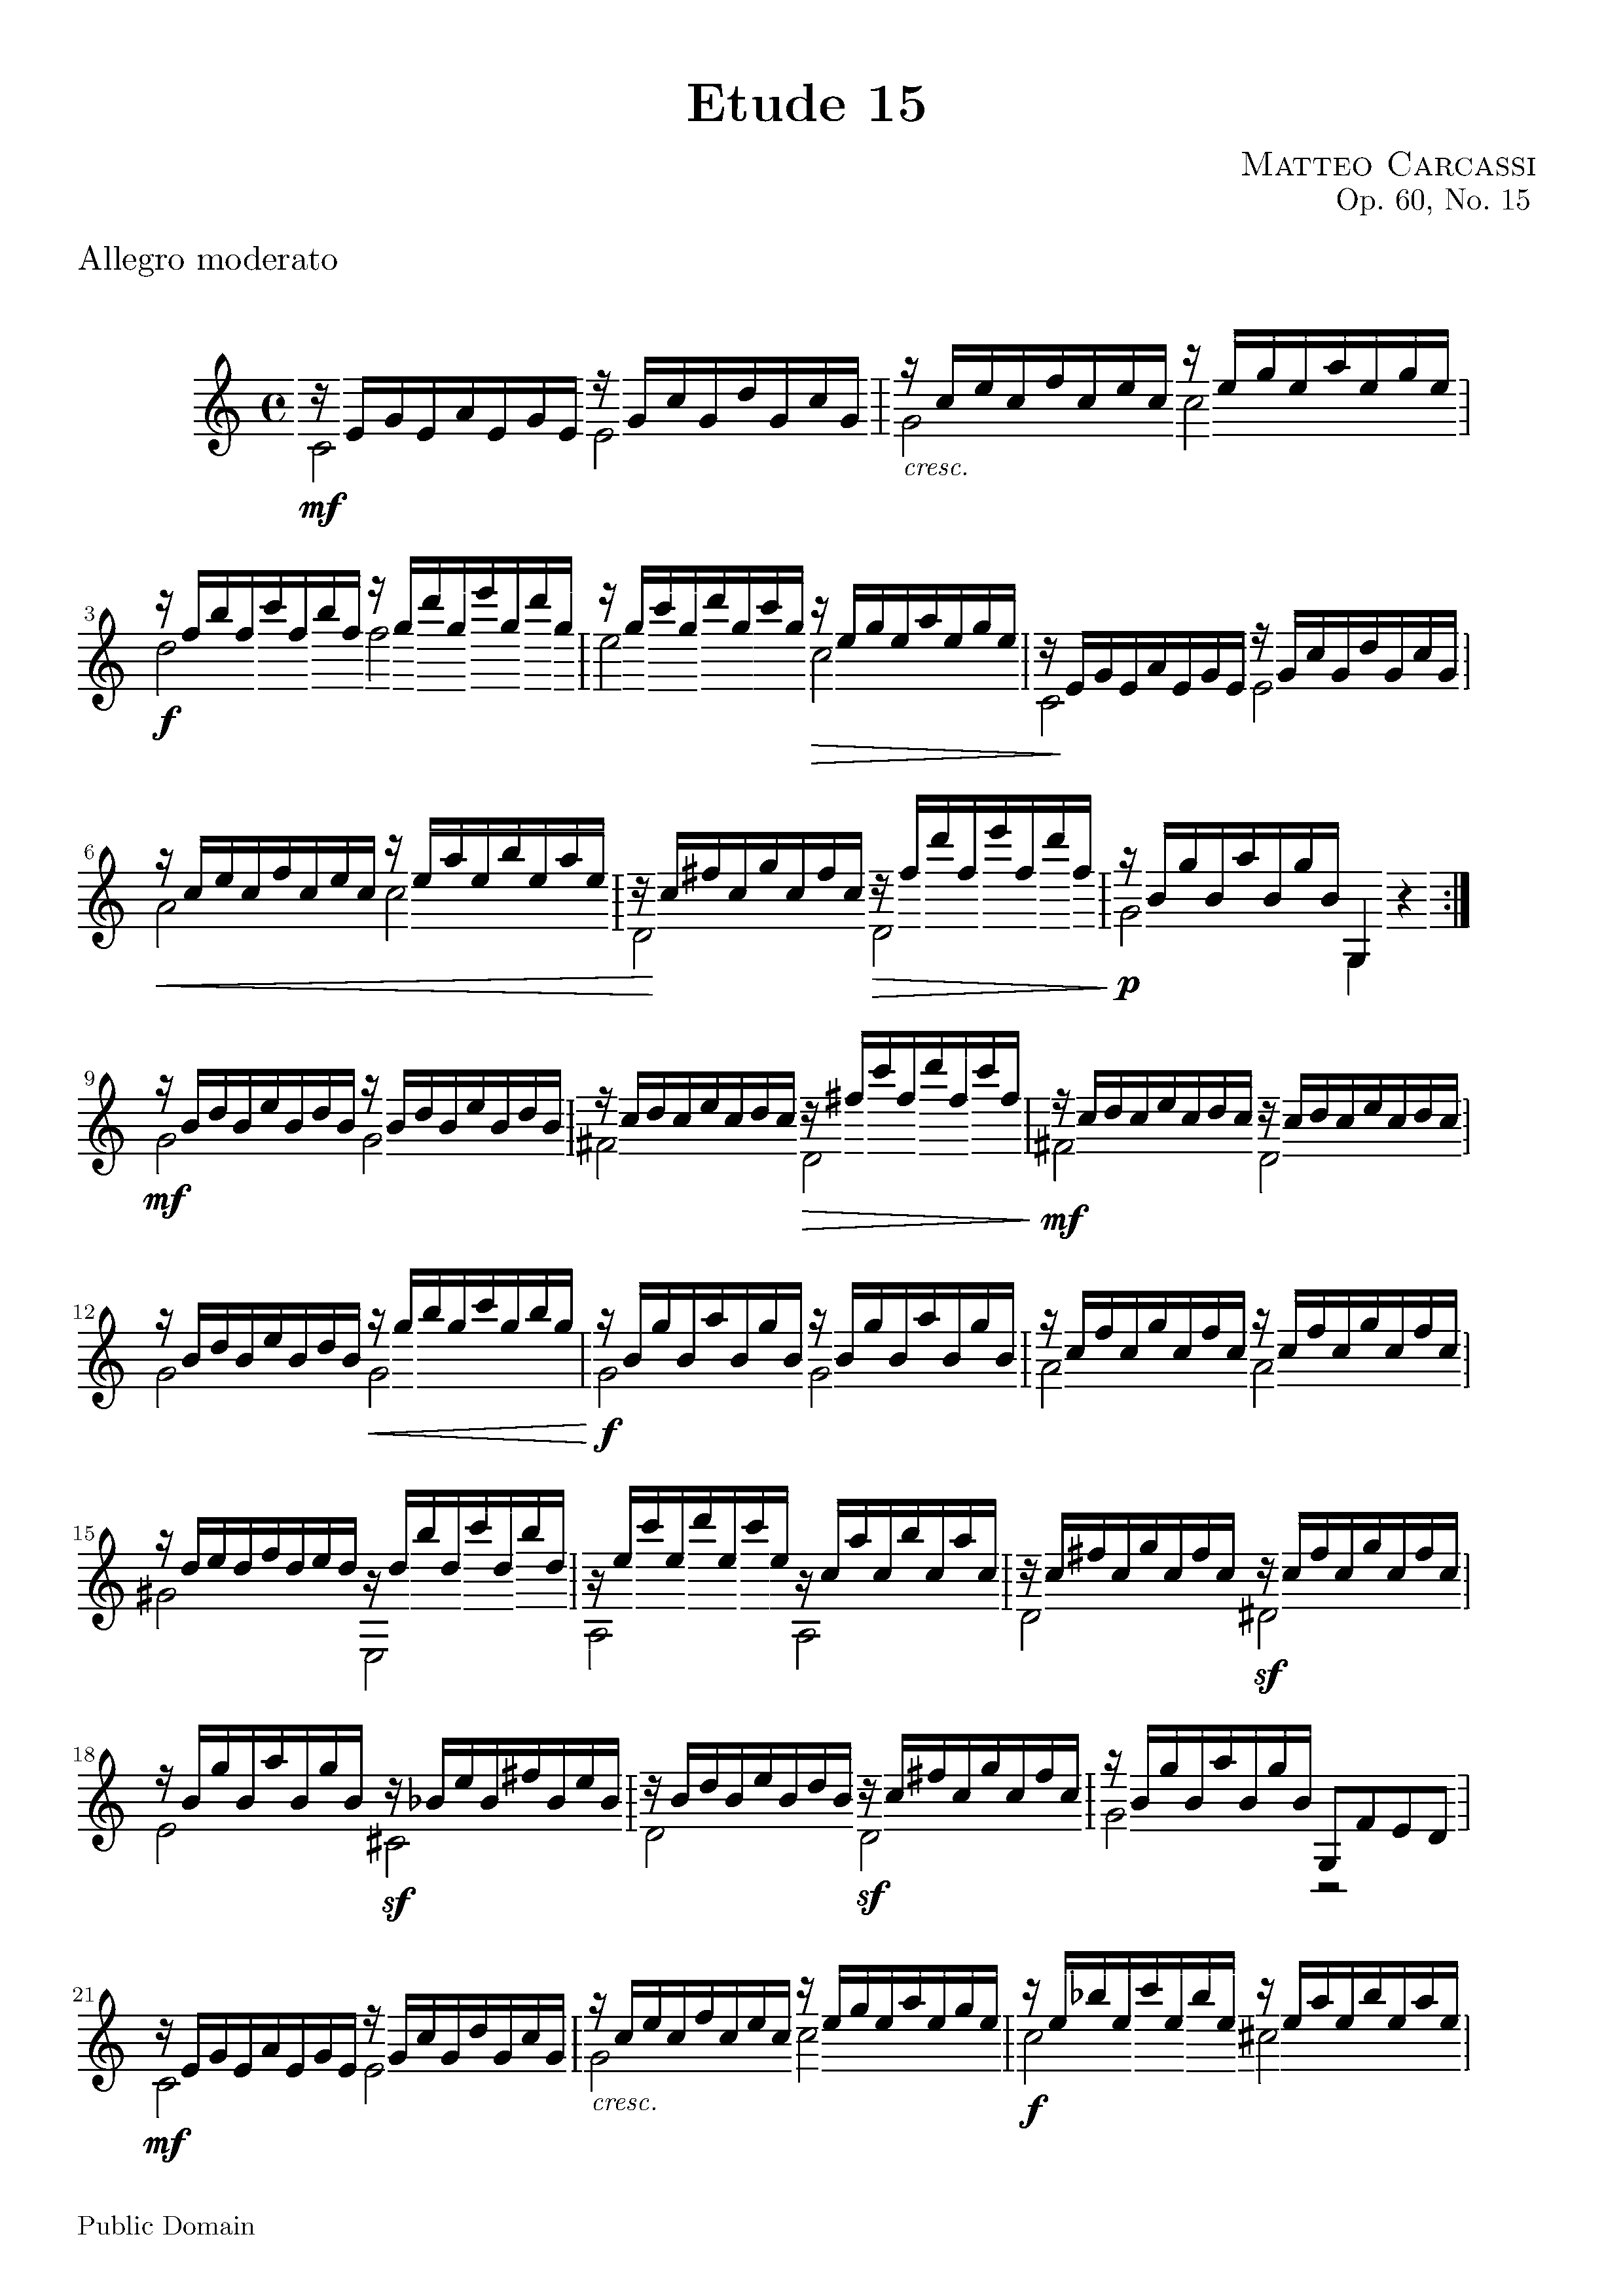 Etude 15
Matteo Carcassi
Op. 60, No. 15
Allegro moderato
mf
cresc.
3
f
6
p
9
mf
mf
12
f
15
sf
18
sf
sf
21
mf
cresc.
f
Public Domain